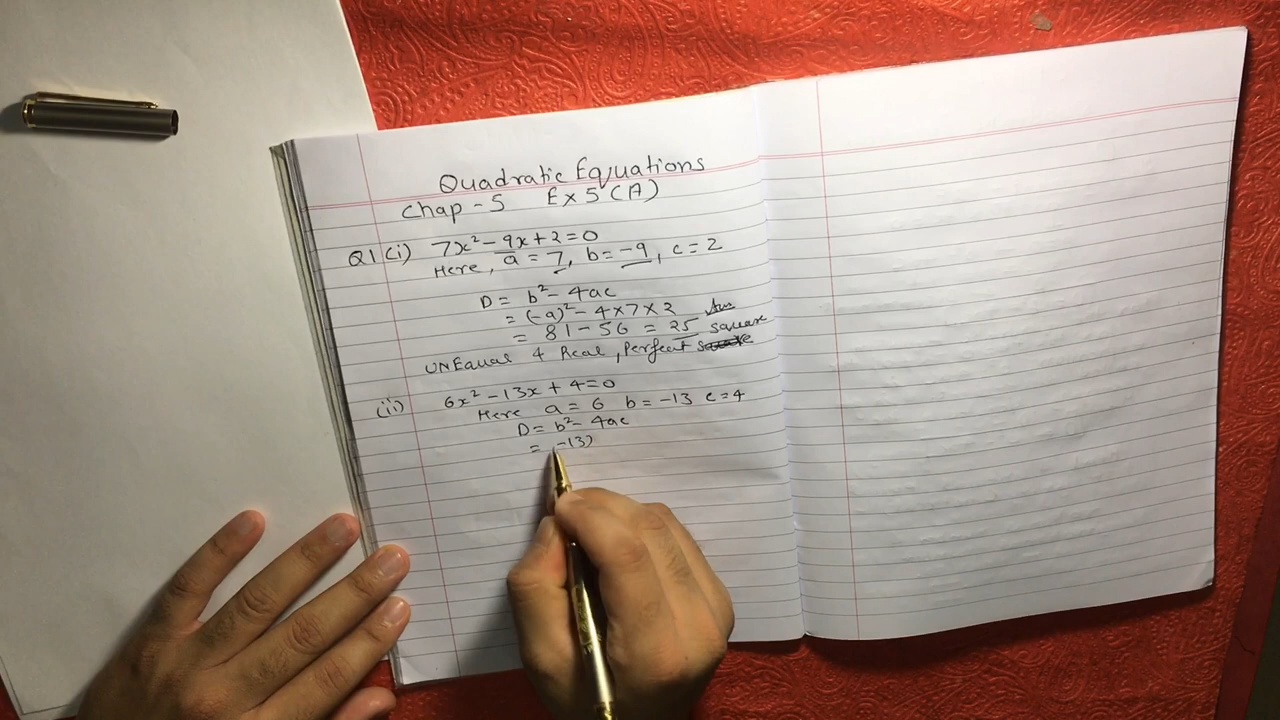 Quadratic Equations
Chap - 5 Ex 5 (A)
Q1 (i) 7x² - 9x + 2 = 0
Here, a = 7, b = -9, c = 2
D = b² - 4ac
= (-9)² - 4 × 7 × 2
= 81 - 56 = 25 Ans
UNEqual & Real, Perfect square
(ii) 6x² - 13x + 4 = 0
Here a = 6 b = -13 c = 4
D = b² - 4ac
= -13)